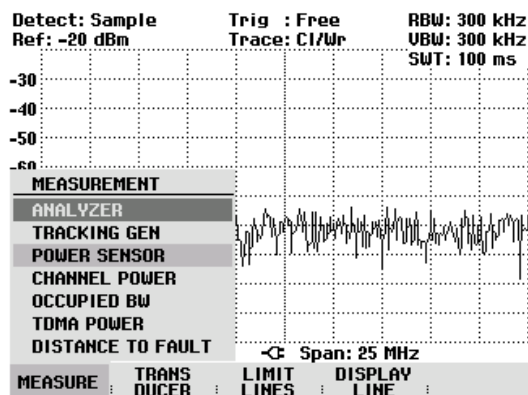 Detect: Sample Trig : Free RBW: 300 kHz
Ref: -20 dBm Trace: Cl/Wr VBW: 300 kHz
SWT: 100 ms
-30
-40
-50
-60
MEASUREMENT
ANALYZER
TRACKING GEN
POWER SENSOR
CHANNEL POWER
OCCUPIED BW
TDMA POWER
DISTANCE TO FAULT
Span: 25 MHz
MEASURE TRANS LIMIT DISPLAY
DUCER LINES LINE